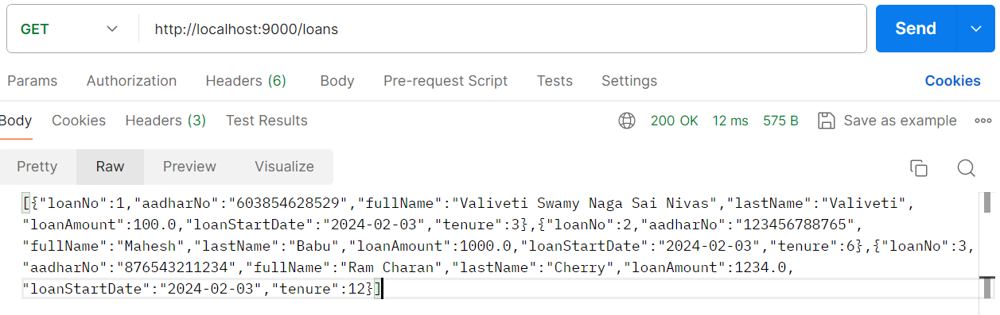 GET http://localhost:9000/loans Send
Params Authorization Headers (6) Body Pre-request Script Tests Settings Cookies
Body Cookies Headers (3) Test Results 200 OK 12 ms 575 B Save as example
Pretty Raw Preview Visualize
[{"loanNo":1,"aadharNo":"603854628529","fullName":"Valiveti Swamy Naga Sai Nivas","lastName":"Valiveti",
"loanAmount":100.0,"loanStartDate":"2024-02-03","tenure":3},{"loanNo":2,"aadharNo":"123456788765",
"fullName":"Mahesh","lastName":"Babu","loanAmount":1000.0,"loanStartDate":"2024-02-03","tenure":6},{"loanNo":3,
"aadharNo":"876543211234","fullName":"Ram Charan","lastName":"Cherry","loanAmount":1234.0,
"loanStartDate":"2024-02-03","tenure":12}]